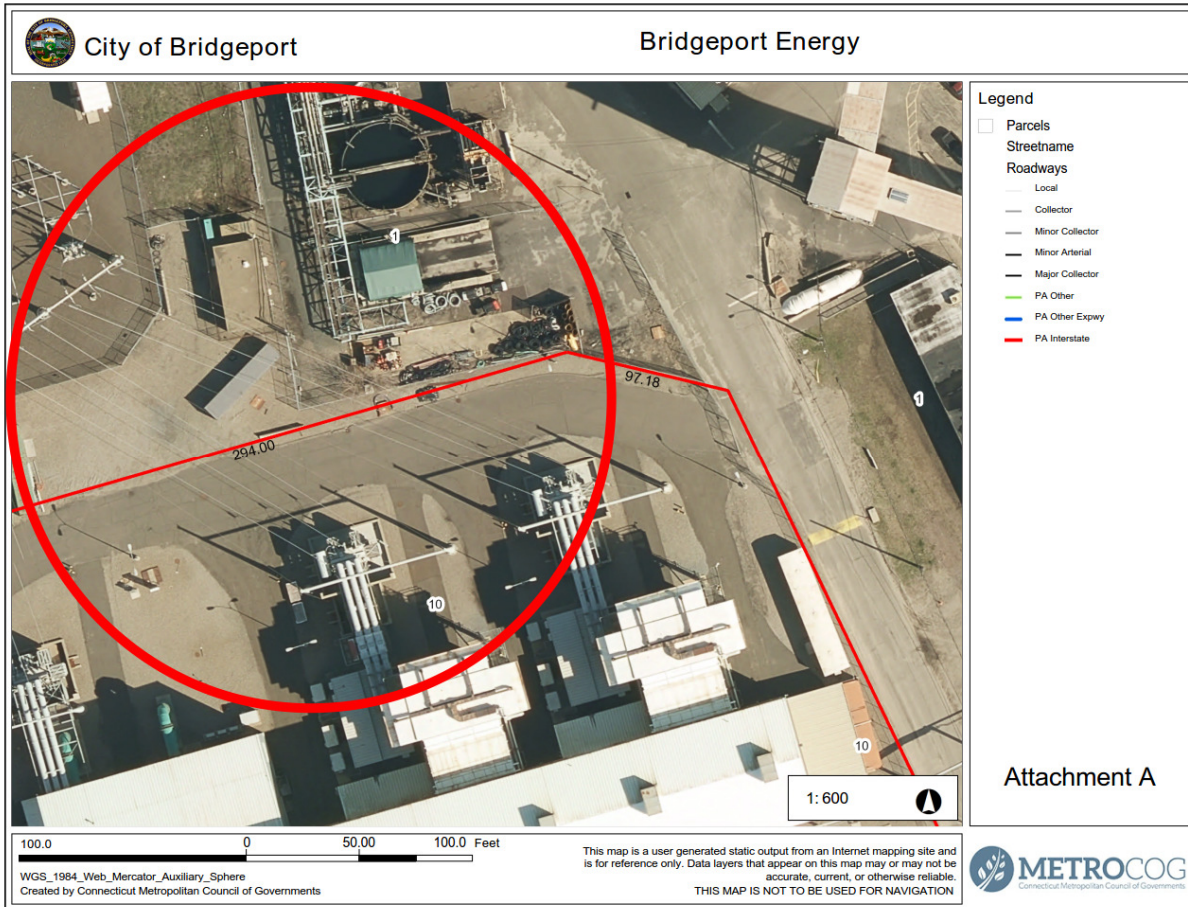 City of Bridgeport
Bridgeport Energy
1
294.00
97.18
1
10
10
1: 600
Legend
Parcels
Streetname
Roadways
Local
Collector
Minor Collector
Minor Arterial
Major Collector
PA Other
PA Other Expwy
PA Interstate
Attachment A
100.0 0 50.00 100.0 Feet
WGS_1984_Web_Mercator_Auxiliary_Sphere
Created by Connecticut Metropolitan Council of Governments
This map is a user generated static output from an Internet mapping site and
is for reference only. Data layers that appear on this map may or may not be
accurate, current, or otherwise reliable.
THIS MAP IS NOT TO BE USED FOR NAVIGATION
METROCOG
Connecticut Metropolitan Council of Governments